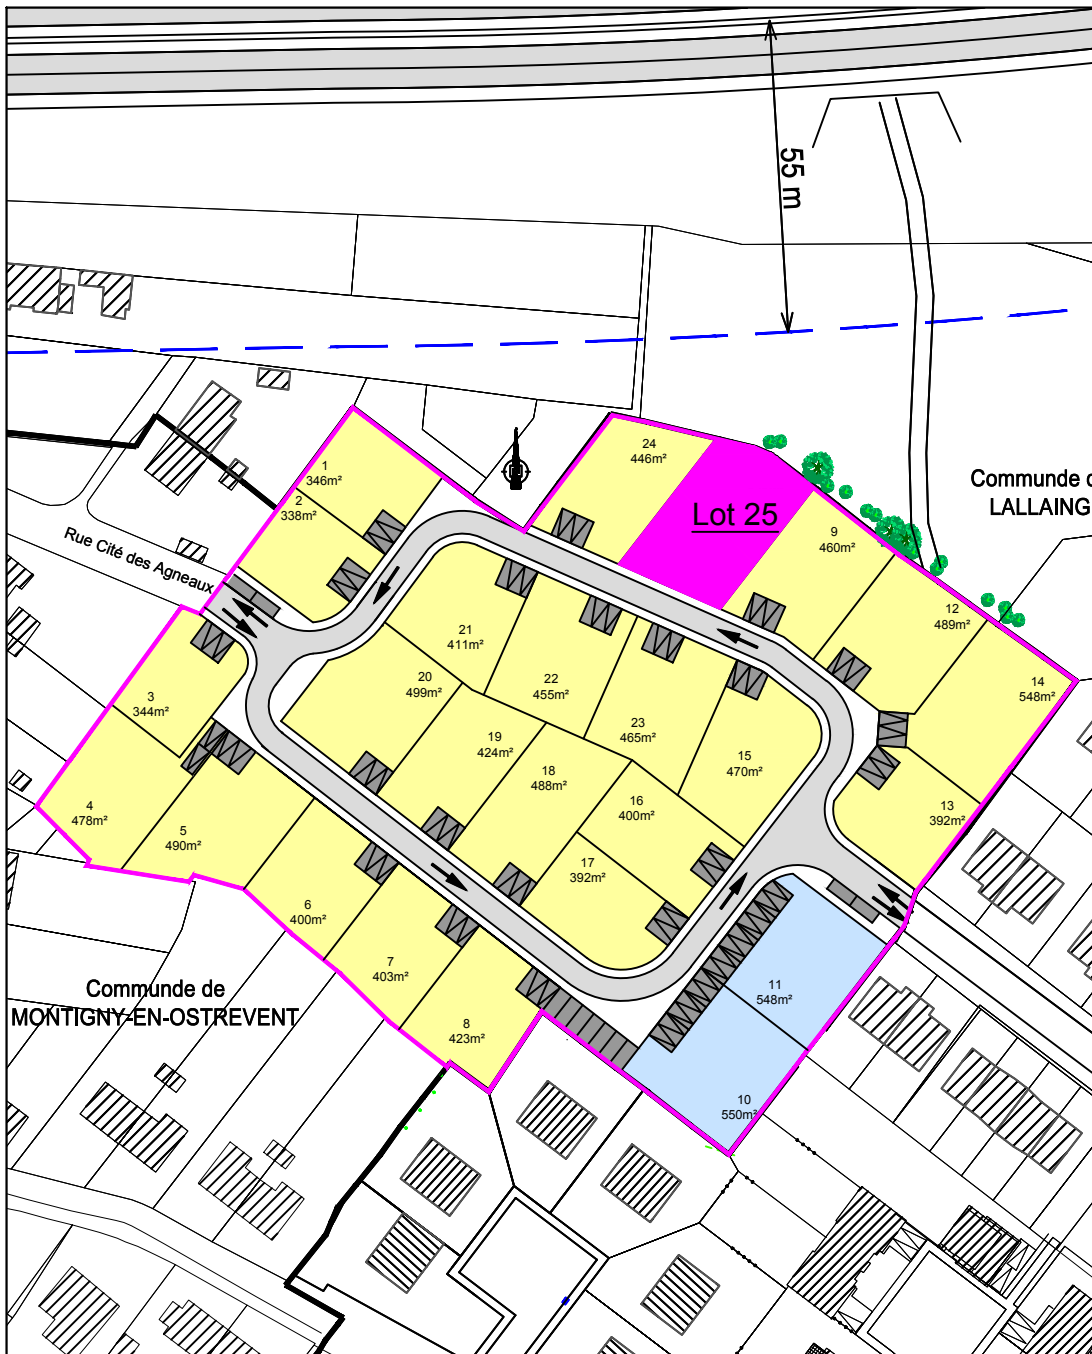 55 m
24
446m²
Lot 25
Commune d
LALLAING
1
346m²
2
338m²
9
460m²
Rue Cité des Agneaux
12
489m²
21
411m²
20
499m²
22
455m²
14
548m²
3
344m²
23
465m²
19
424m²
18
488m²
15
470m²
16
400m²
4
478m²
5
490m²
13
392m²
17
392m²
6
400m²
7
403m²
11
548m²
Communde de
MONTIGNY-EN-OSTREVENT
8
423m²
10
550m²